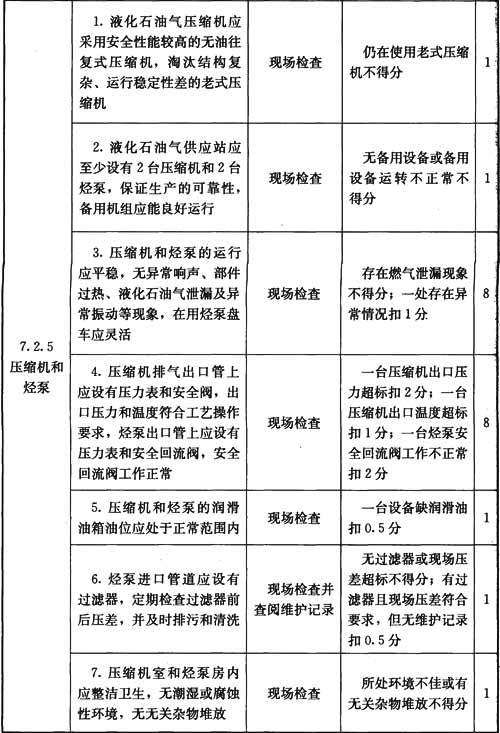 7.2.5
压缩机和
烃泵
1. 液化石油气压缩机应
采用安全性能较高的无油往
复式压缩机，淘汰结构复
杂、运行稳定性差的老式压
缩机
现场检查
仍在使用老式压缩
机不得分
1
2. 液化石油气供应站应
至少设有2台压缩机和2台
烃泵，保证生产的可靠性，
备用机组应能良好运行
现场检查
无备用设备或备用
设备运转不正常不
得分
1
3. 压缩机和烃泵的运行
应平稳，无异常响声、部件
过热、液化石油气泄漏及异
常振动等现象，在用烃泵盘
车应灵活
现场检查
存在燃气泄漏现象
不得分；一处存在异
常情况扣1分
8
4. 压缩机排气出口管上
应设有压力表和安全阀，出
口压力和温度符合工艺操作
要求，烃泵出口管上应设有
压力表和安全回流阀，安全
回流阀工作正常
现场检查
一台压缩机出口压
力超标扣2分；一台
压缩机出口温度超标
扣1分；一台烃泵安
全回流阀工作不正常
扣2分
8
5. 压缩机和烃泵的润滑
油箱油位应处于正常范围内
现场检查
一台设备缺润滑油
扣0.5分
1
6. 烃泵进口管道应设有
过滤器，定期检查过滤器前
后压差，并及时排污和清洗
现场检查并
查阅维护记录
无过滤器或现场压
差超标不得分；有过
滤器且现场压差符合
要求，但无维护记录
扣0.5分
1
7. 压缩机室和烃泵房内
应整洁卫生，无潮湿或腐蚀
性环境，无无关杂物堆放
现场检查
所处环境不佳或有
无关杂物堆放不得分
1